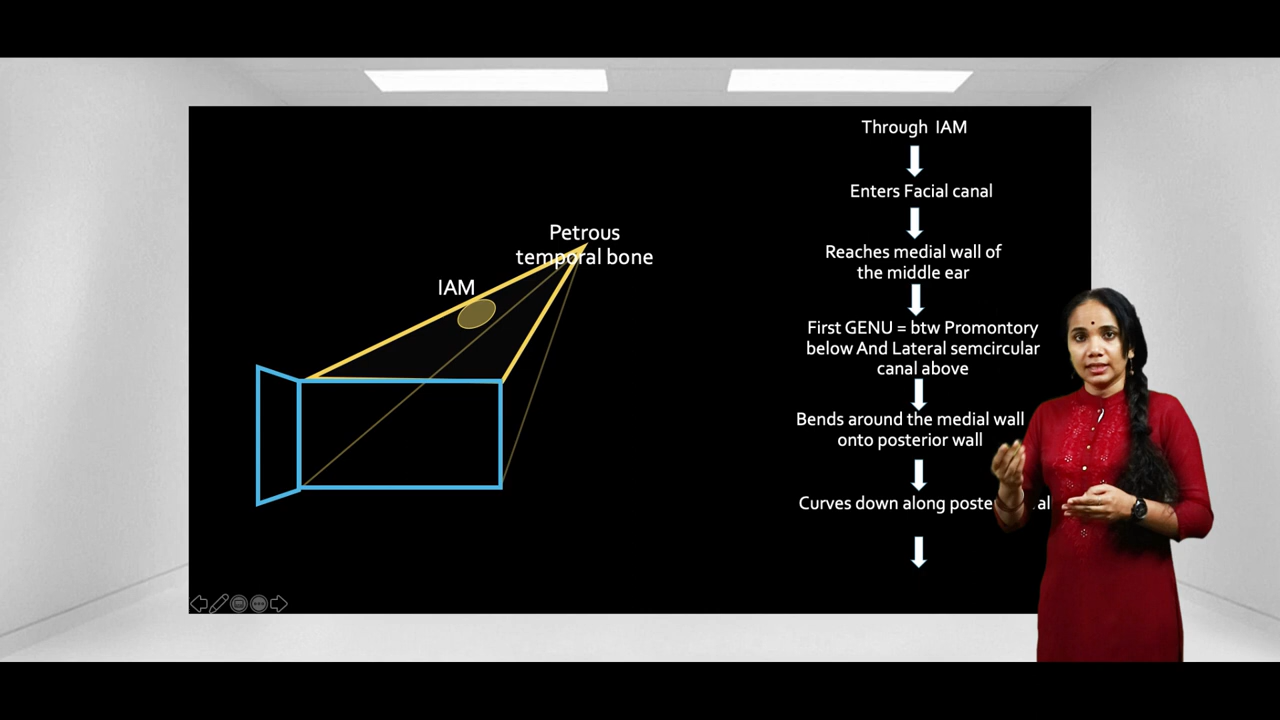 Petrous
temporal bone
IAM
Through IAM
Enters Facial canal
Reaches medial wall of
the middle ear
First GENU = btw Promontory
below And Lateral semcircular
canal above
Bends around the medial wall
onto posterior wall
Curves down along